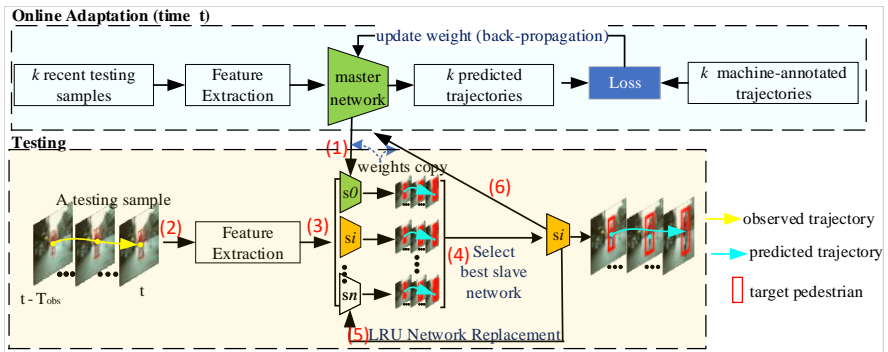 Online Adaptation (time t)
update weight (back-propagation)
k recent testing
samples
Feature
Extraction
master
network
k predicted
trajectories
Loss
k machine-annotated
trajectories
Testing
(1)
weights copy
(6)
A testing sample
(2)
Feature
Extraction
(3)
s0
si
sn
(4)
Select
best slave
network
si
t - Tobs
t
(5)
LRU Network Replacement
observed trajectory
predicted trajectory
target pedestrian